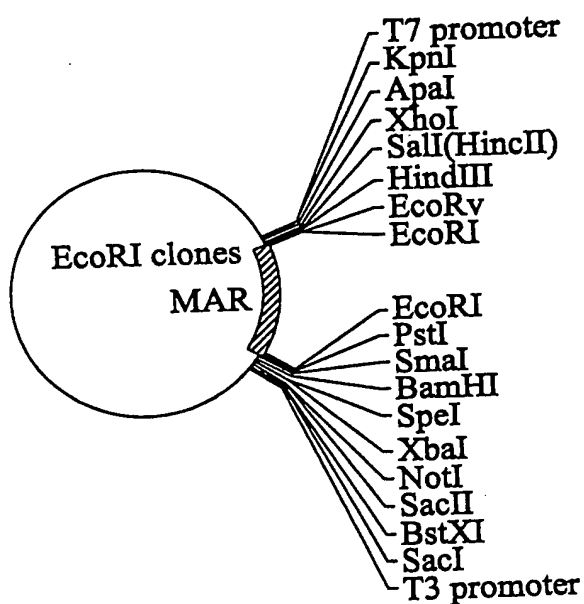 T7 promoter
KpnI
ApaI
XhoI
SalI(HincII)
HindIII
EcoRv
EcoRI
EcoRI clones
MAR
EcoRI
PstI
SmaI
BamHI
SpeI
XbaI
NotI
SacII
BstXI
SacI
T3 promoter